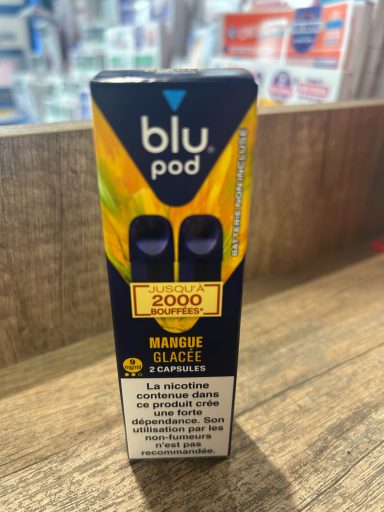 blu
pod
BATTERIE NON INCLUSE
JUSQU'À
2000
BOUFFÉES*
MANGUE
GLACÉE
9
mg/ml
2 CAPSULES
La nicotine
contenue dans
ce produit crée
une forte
dépendance. Son
utilisation par les
non-fumeurs
n'est pas
recommandée.